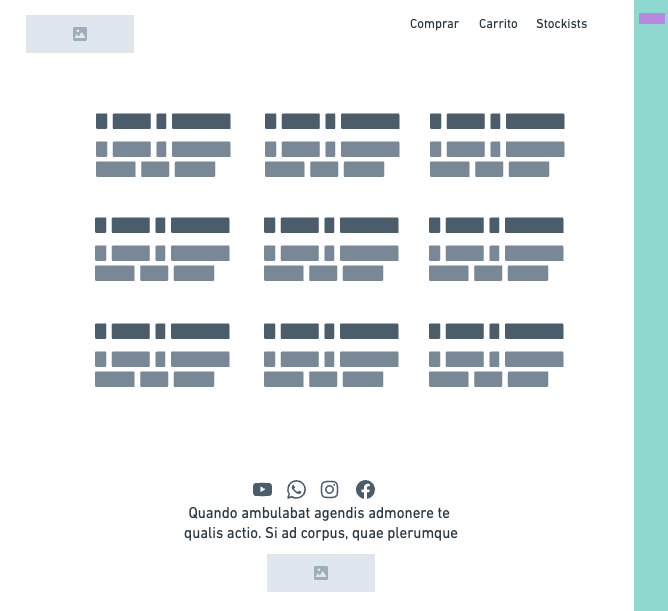 Comprar Carrito Stockists
Quando ambulabat agendis admonere te
qualis actio. Si ad corpus, quae plerumque